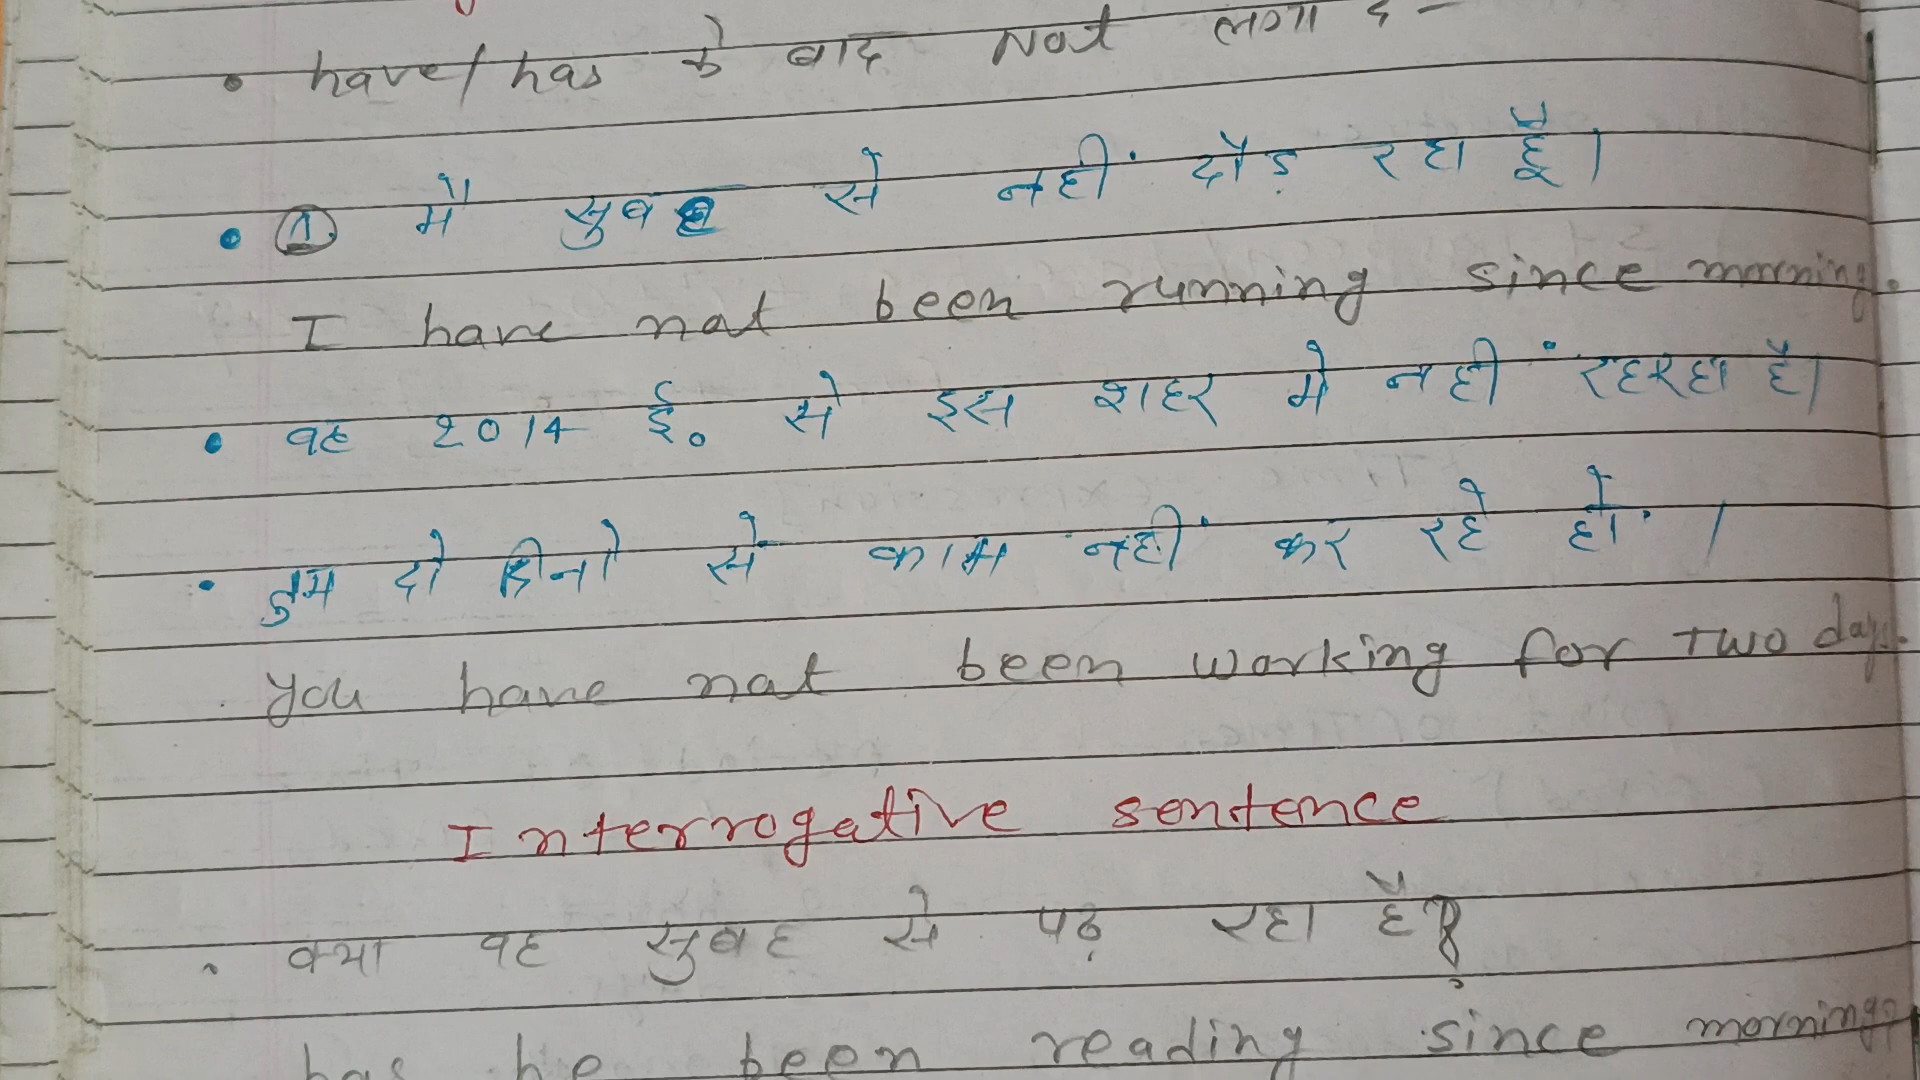 • have/has के बाद Not लगा
• 1. मैं सुबह से नहीं दौड़ रहा हूँ।
I have not been running since morning.
• वह 2014 ई० से इस शहर मे नहीं रह रहा है।
• तुम दो दिनो से काम नहीं कर रहे हो।
You have not been working for Two days.
Interrogative sentence
• क्या वह सुबह से पढ़ रहा है?
has he been reading since morning?